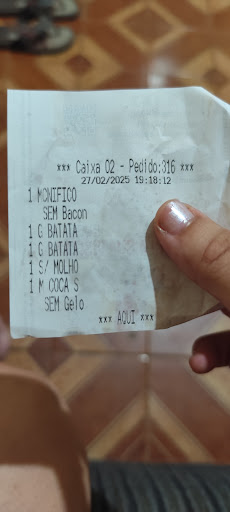 *** Caixa 02 - Pedido:316 ***
27/02/2025 19:18:12
1 MCNIFICO
SEM Bacon
1 G BATATA
1 G BATATA
1 S/ MOLHO
1 M COCA S
SEM Gelo
*** AQUI ***